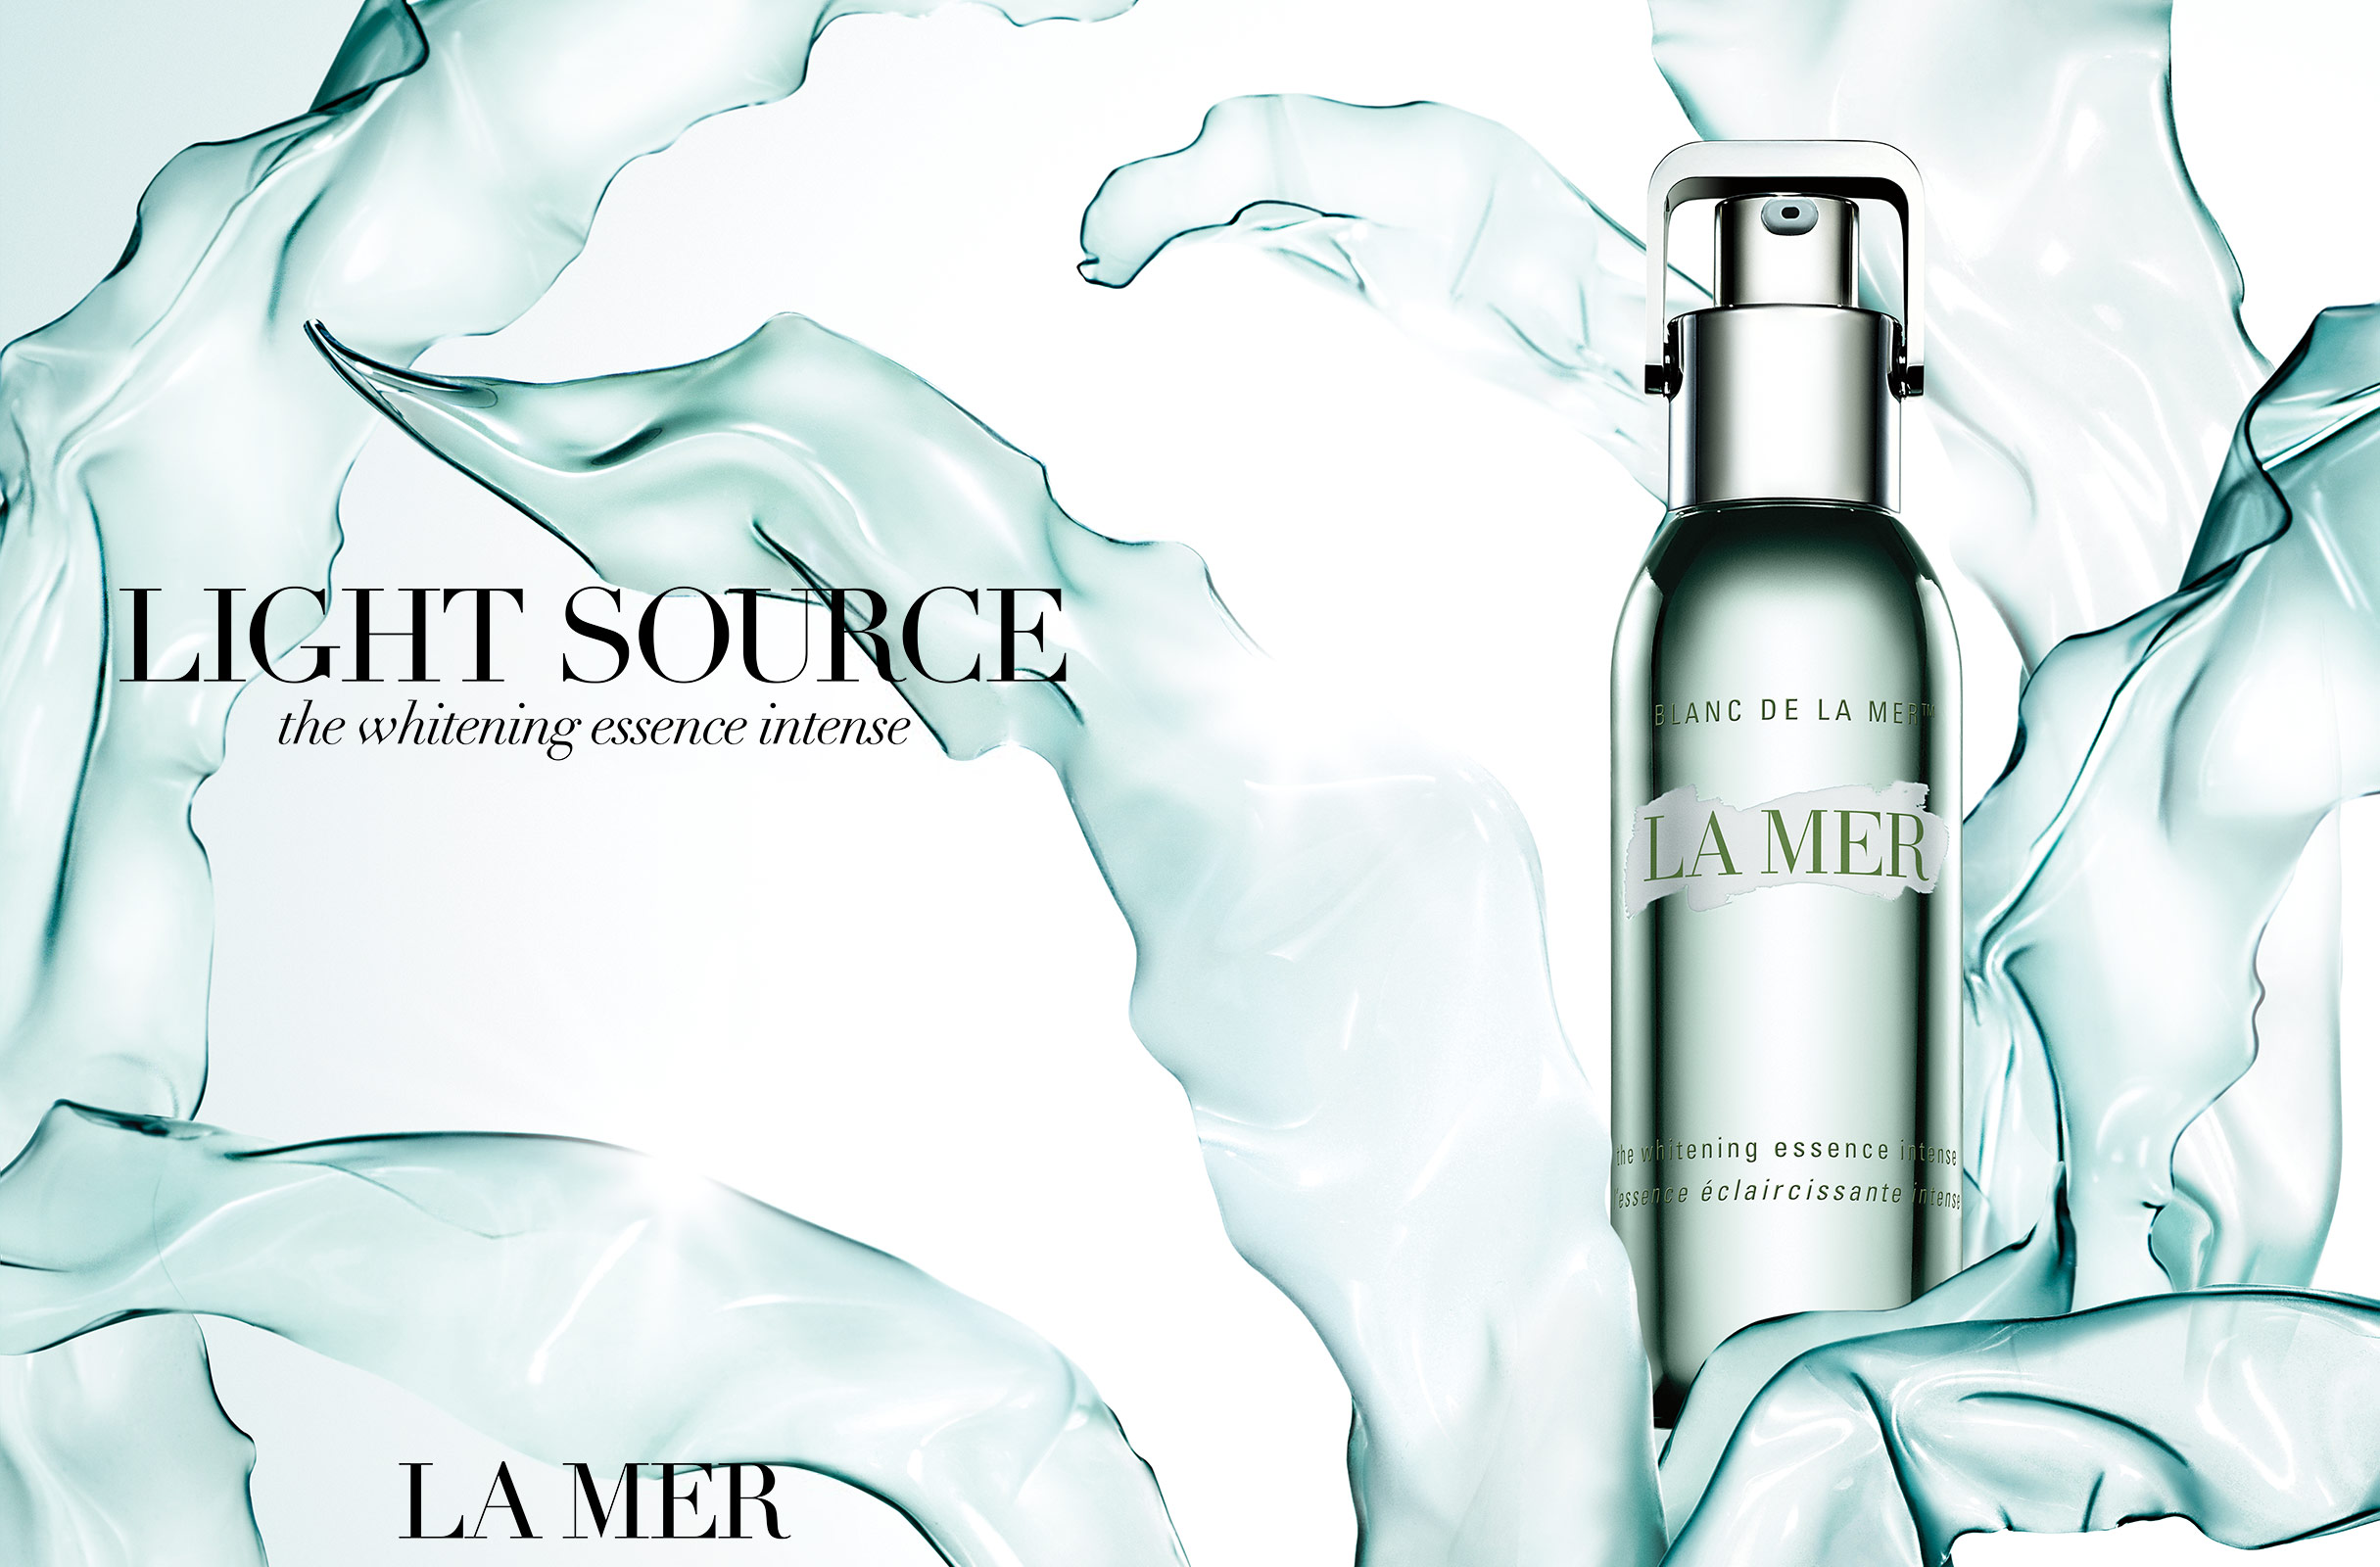 LIGHT SOURCE
the whitening essence intense
LA MER
BLANC DE LA MER™
LA MER
the whitening essence intense
l'essence éclaircissante intense